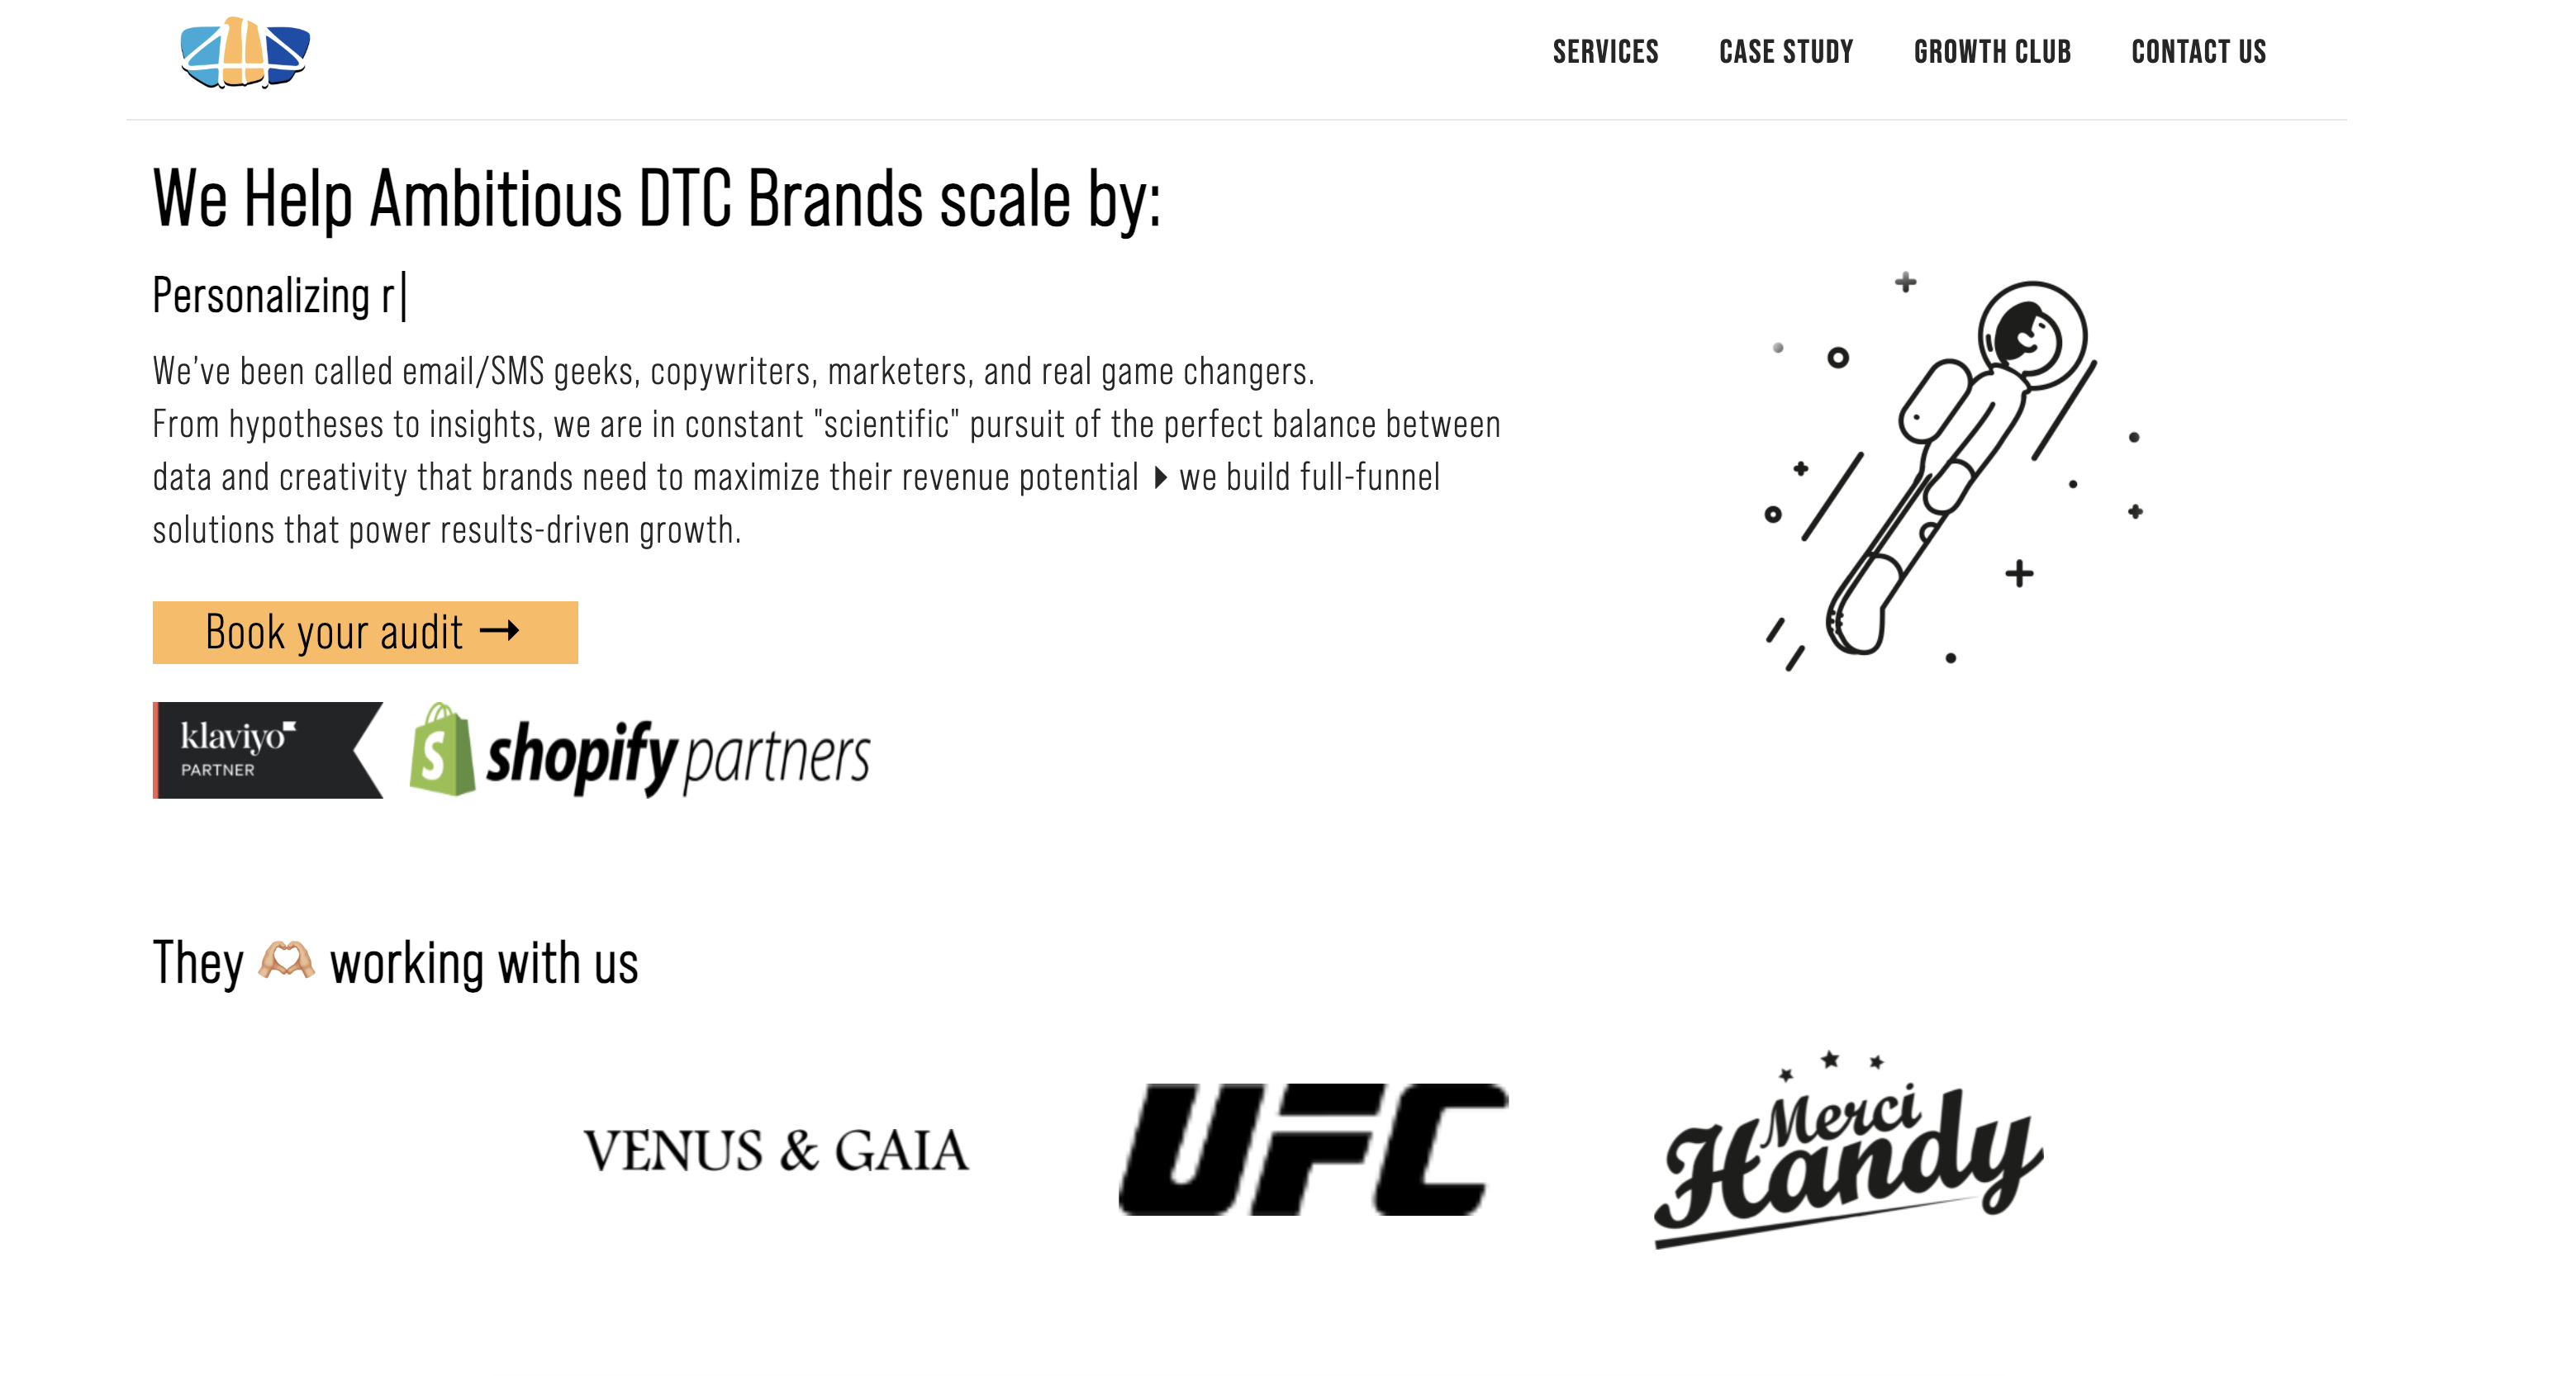 SERVICES CASE STUDY GROWTH CLUB CONTACT US
We Help Ambitious DTC Brands scale by:
Personalizing r|
We’ve been called email/SMS geeks, copywriters, marketers, and real game changers.
From hypotheses to insights, we are in constant "scientific" pursuit of the perfect balance between
data and creativity that brands need to maximize their revenue potential ▶ we build full-funnel
solutions that power results-driven growth.
Book your audit →
klaviyo
PARTNER
shopify partners
They 🫶🏼 working with us
VENUS & GAIA
UFC
Merci
Handy